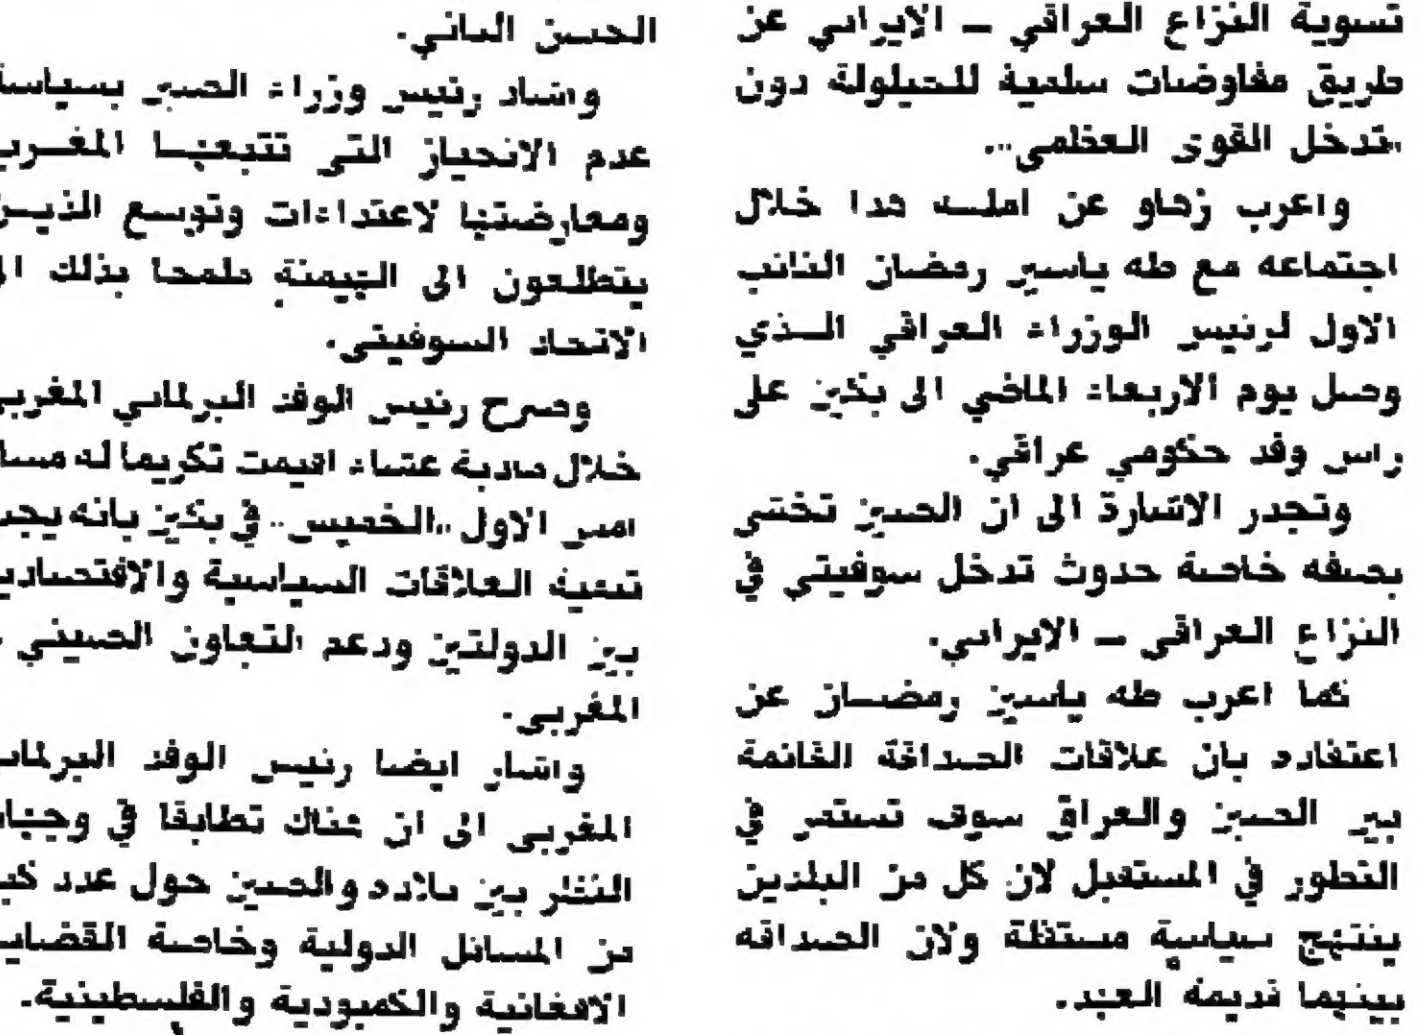 تسوية النزاع العراقي ــ الايراني عن
طريق مفاوضات سلمية للحيلولة دون
"تدخل القوى العظمى".
واعرب زهاو عن امله هذا خلال
اجتماعه مع طه ياسين رمضان النائب
الاول لرئيس الوزراء العراقي الذي
وصل يوم الاربعاء الماضي الى بكين على
راس وفد حكومي عراقي.
وتجدر الاشارة الى ان الصين تخشى
بصفه خاصة حدوث تدخل سوفيتي في
النزاع العراقي ــ الايراني.
كما اعرب طه ياسين رمضان عن
اعتقاده بان علاقات الصداقة القائمة
بين الصين والعراق سوف تستمر في
التطور في المستقبل لان كل من البلدين
ينتهج سياسة مستقلة ولان الصداقه
بينهما قديمه العهد.
الحسن الثاني.
واشاد رئيس وزراء الصين بسياسة
عدم الانحياز التي تتبعها المغرب
ومعارضتها لاعتداءات وتوسع الذين
يتطلعون الى الهيمنة ملمحا بذلك
الاتحاد السوفيتي.
وصرح رئيس الوفد البرلماني المغربي
خلال مادبة عشاء اقيمت تكريما له
امس الاول "الخميس" في بكين بانه يجب
تنمية العلاقات السياسية
بين الدولتين ودعم التعاون الصيني
المغربي.
واشار ايضا رئيس الوفد
المغربي الى ان هناك تطابقا في
النظر بين بلاده والصين حول عدد
من المسائل الدولية وخاصة القضايا
الافغانية والكمبودية والفلسطينية.